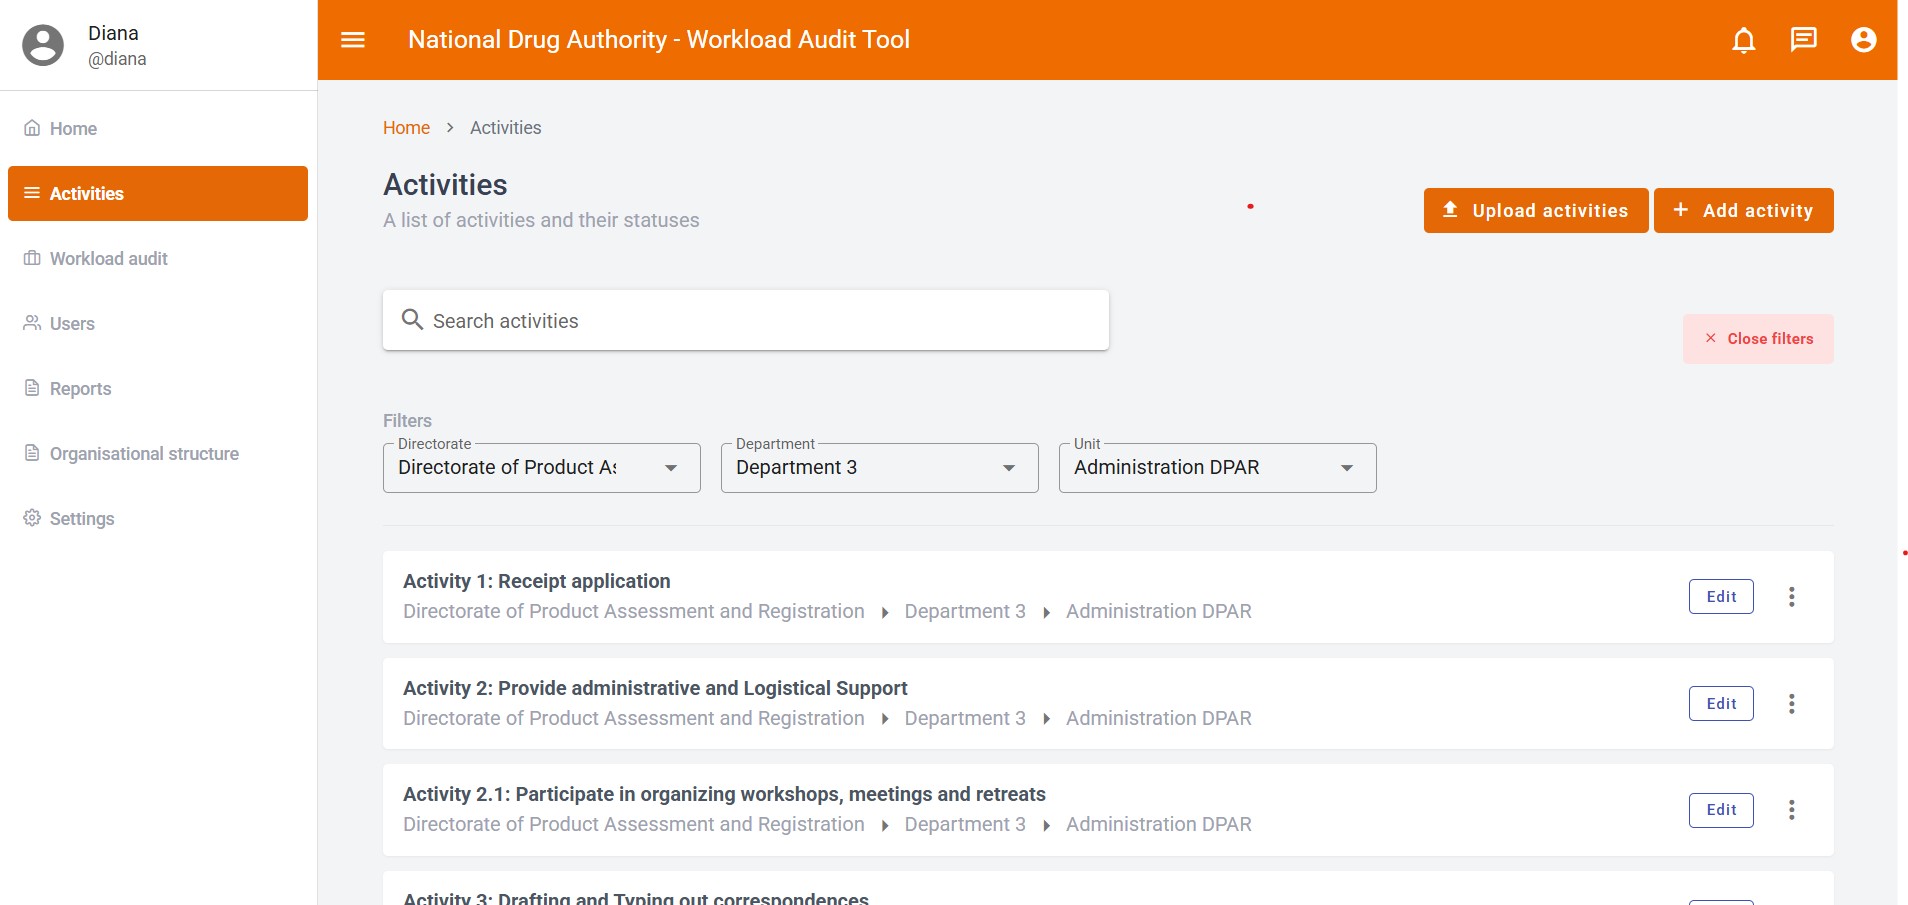 Diana
@diana
National Drug Authority - Workload Audit Tool
Home
Activities
Workload audit
Users
Reports
Organisational structure
Settings
Home > Activities
Activities
A list of activities and their statuses
Upload activities
+ Add activity
Search activities
× Close filters
Filters
Directorate
Directorate of Product As
Department
Department 3
Unit
Administration DPAR
Activity 1: Receipt application
Directorate of Product Assessment and Registration Department 3 Administration DPAR
Edit
Activity 2: Provide administrative and Logistical Support
Directorate of Product Assessment and Registration Department 3 Administration DPAR
Edit
Activity 2.1: Participate in organizing workshops, meetings and retreats
Directorate of Product Assessment and Registration Department 3 Administration DPAR
Edit
Activity 3: Drafting and Typing out correspondences